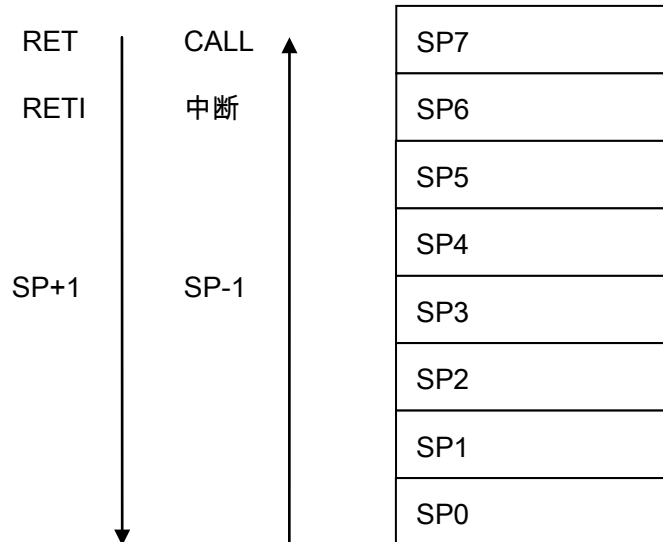 RET CALL SP7
RETI 中断 SP6
SP5
SP4
SP+1 SP-1 SP3
SP2
SP1
SP0